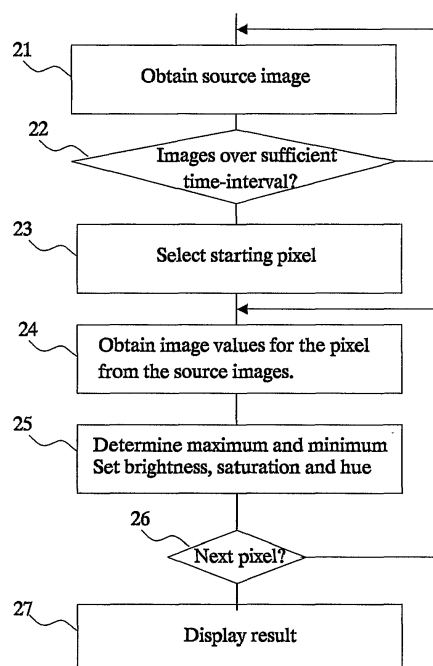 21
Obtain source image
22
Images over sufficient
time-interval?
23
Select starting pixel
24
Obtain image values for the pixel
from the source images.
25
Determine maximum and minimum
Set brightness, saturation and hue
26
Next pixel?
27
Display result